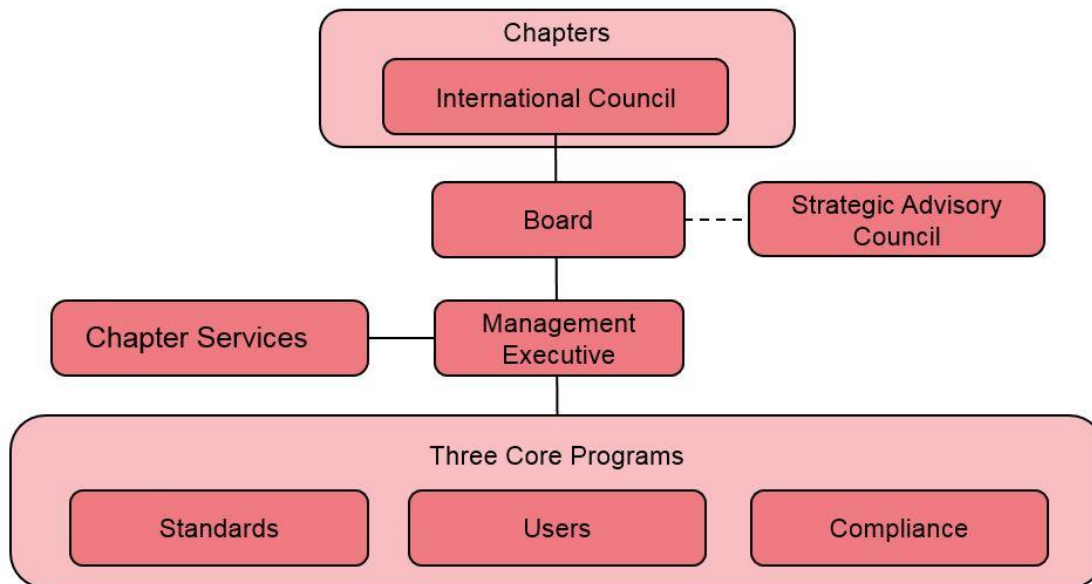 Chapters
International Council
Board
Strategic Advisory
Council
Chapter Services
Management
Executive
Three Core Programs
Standards
Users
Compliance